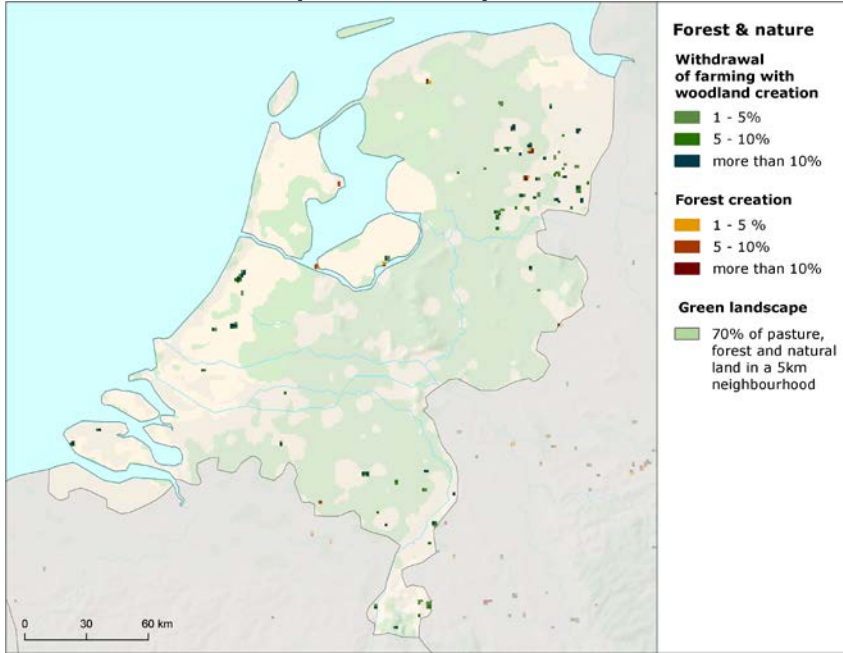 Forest & nature
Withdrawal
of farming with
woodland creation
1 - 5%
5 - 10%
more than 10%
Forest creation
1 - 5 %
5 - 10%
more than 10%
Green landscape
70% of pasture,
forest and natural
land in a 5km
neighbourhood
0 30 60 km